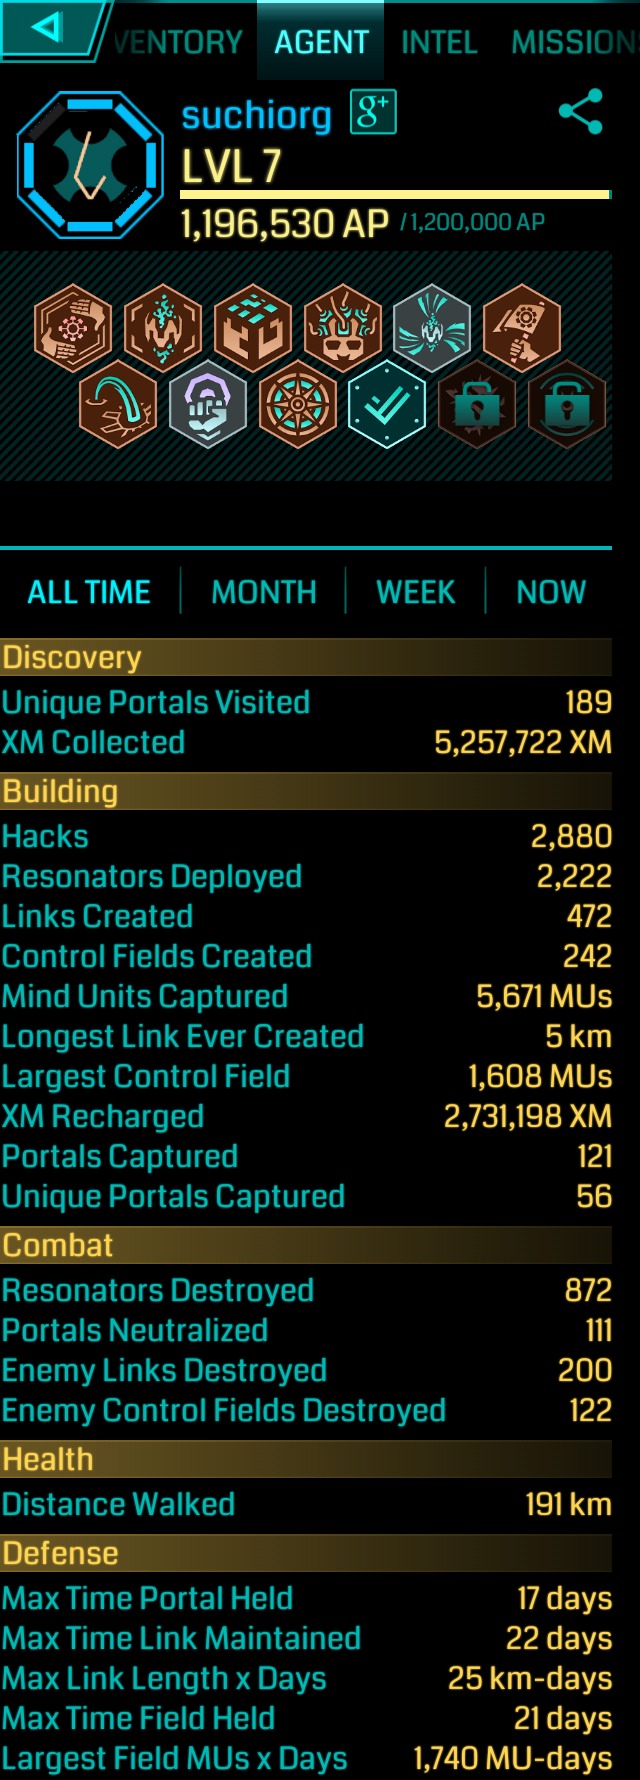 VENTORY AGENT INTEL MISSION
suchiorg g+
LVL 7
1,196,530 AP / 1,200,000 AP
ALL TIME MONTH WEEK NOW
Discovery
Unique Portals Visited 189
XM Collected 5,257,722 XM
Building
Hacks 2,880
Resonators Deployed 2,222
Links Created 472
Control Fields Created 242
Mind Units Captured 5,671 MUs
Longest Link Ever Created 5 km
Largest Control Field 1,608 MUs
XM Recharged 2,731,198 XM
Portals Captured 121
Unique Portals Captured 56
Combat
Resonators Destroyed 872
Portals Neutralized 111
Enemy Links Destroyed 200
Enemy Control Fields Destroyed 122
Health
Distance Walked 191 km
Defense
Max Time Portal Held 17 days
Max Time Link Maintained 22 days
Max Link Length x Days 25 km-days
Max Time Field Held 21 days
Largest Field MUs x Days 1,740 MU-days